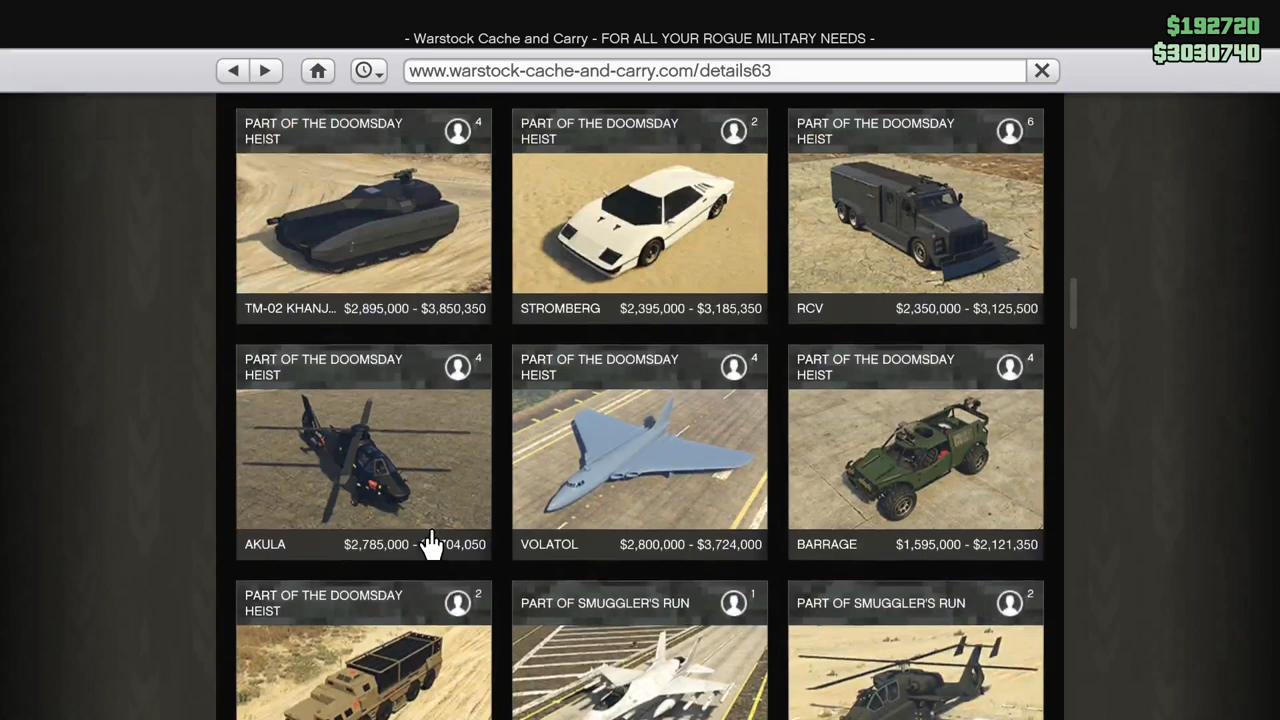 $192720
- Warstock Cache and Carry - FOR ALL YOUR ROGUE MILITARY NEEDS -
$3030740
www.warstock-cache-and-carry.com/details63
PART OF THE DOOMSDAY
HEIST
4
PART OF THE DOOMSDAY
HEIST
2
PART OF THE DOOMSDAY
HEIST
6
TM-02 KHANJ... $2,895,000 - $3,850,350
STROMBERG $2,395,000 - $3,185,350
RCV $2,350,000 - $3,125,500
PART OF THE DOOMSDAY
HEIST
4
PART OF THE DOOMSDAY
HEIST
4
PART OF THE DOOMSDAY
HEIST
4
AKULA $2,785,000 - 704,050
VOLATOL $2,800,000 - $3,724,000
BARRAGE $1,595,000 - $2,121,350
PART OF THE DOOMSDAY
HEIST
2
PART OF SMUGGLER'S RUN 1
PART OF SMUGGLER'S RUN 2